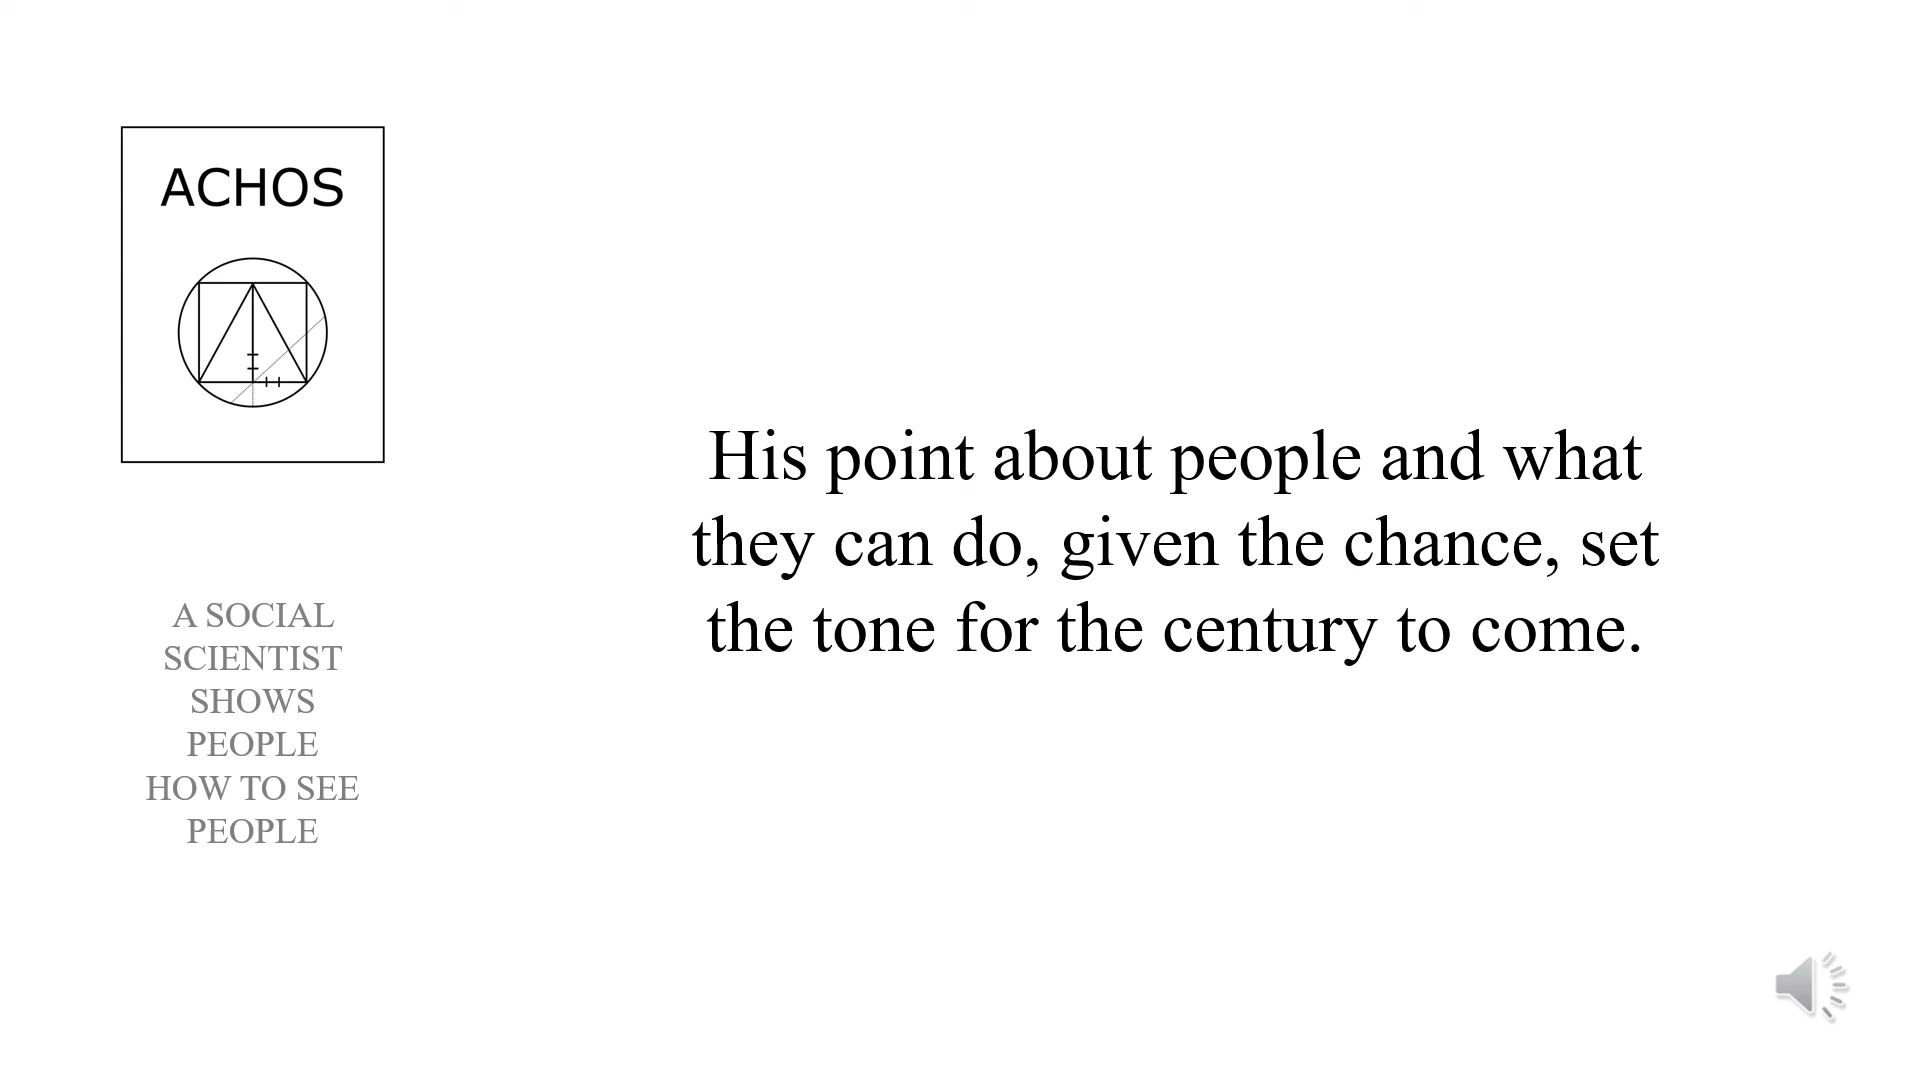 ACHOS
A SOCIAL
SCIENTIST
SHOWS
PEOPLE
HOW TO SEE
PEOPLE
His point about people and what
they can do, given the chance, set
the tone for the century to come.